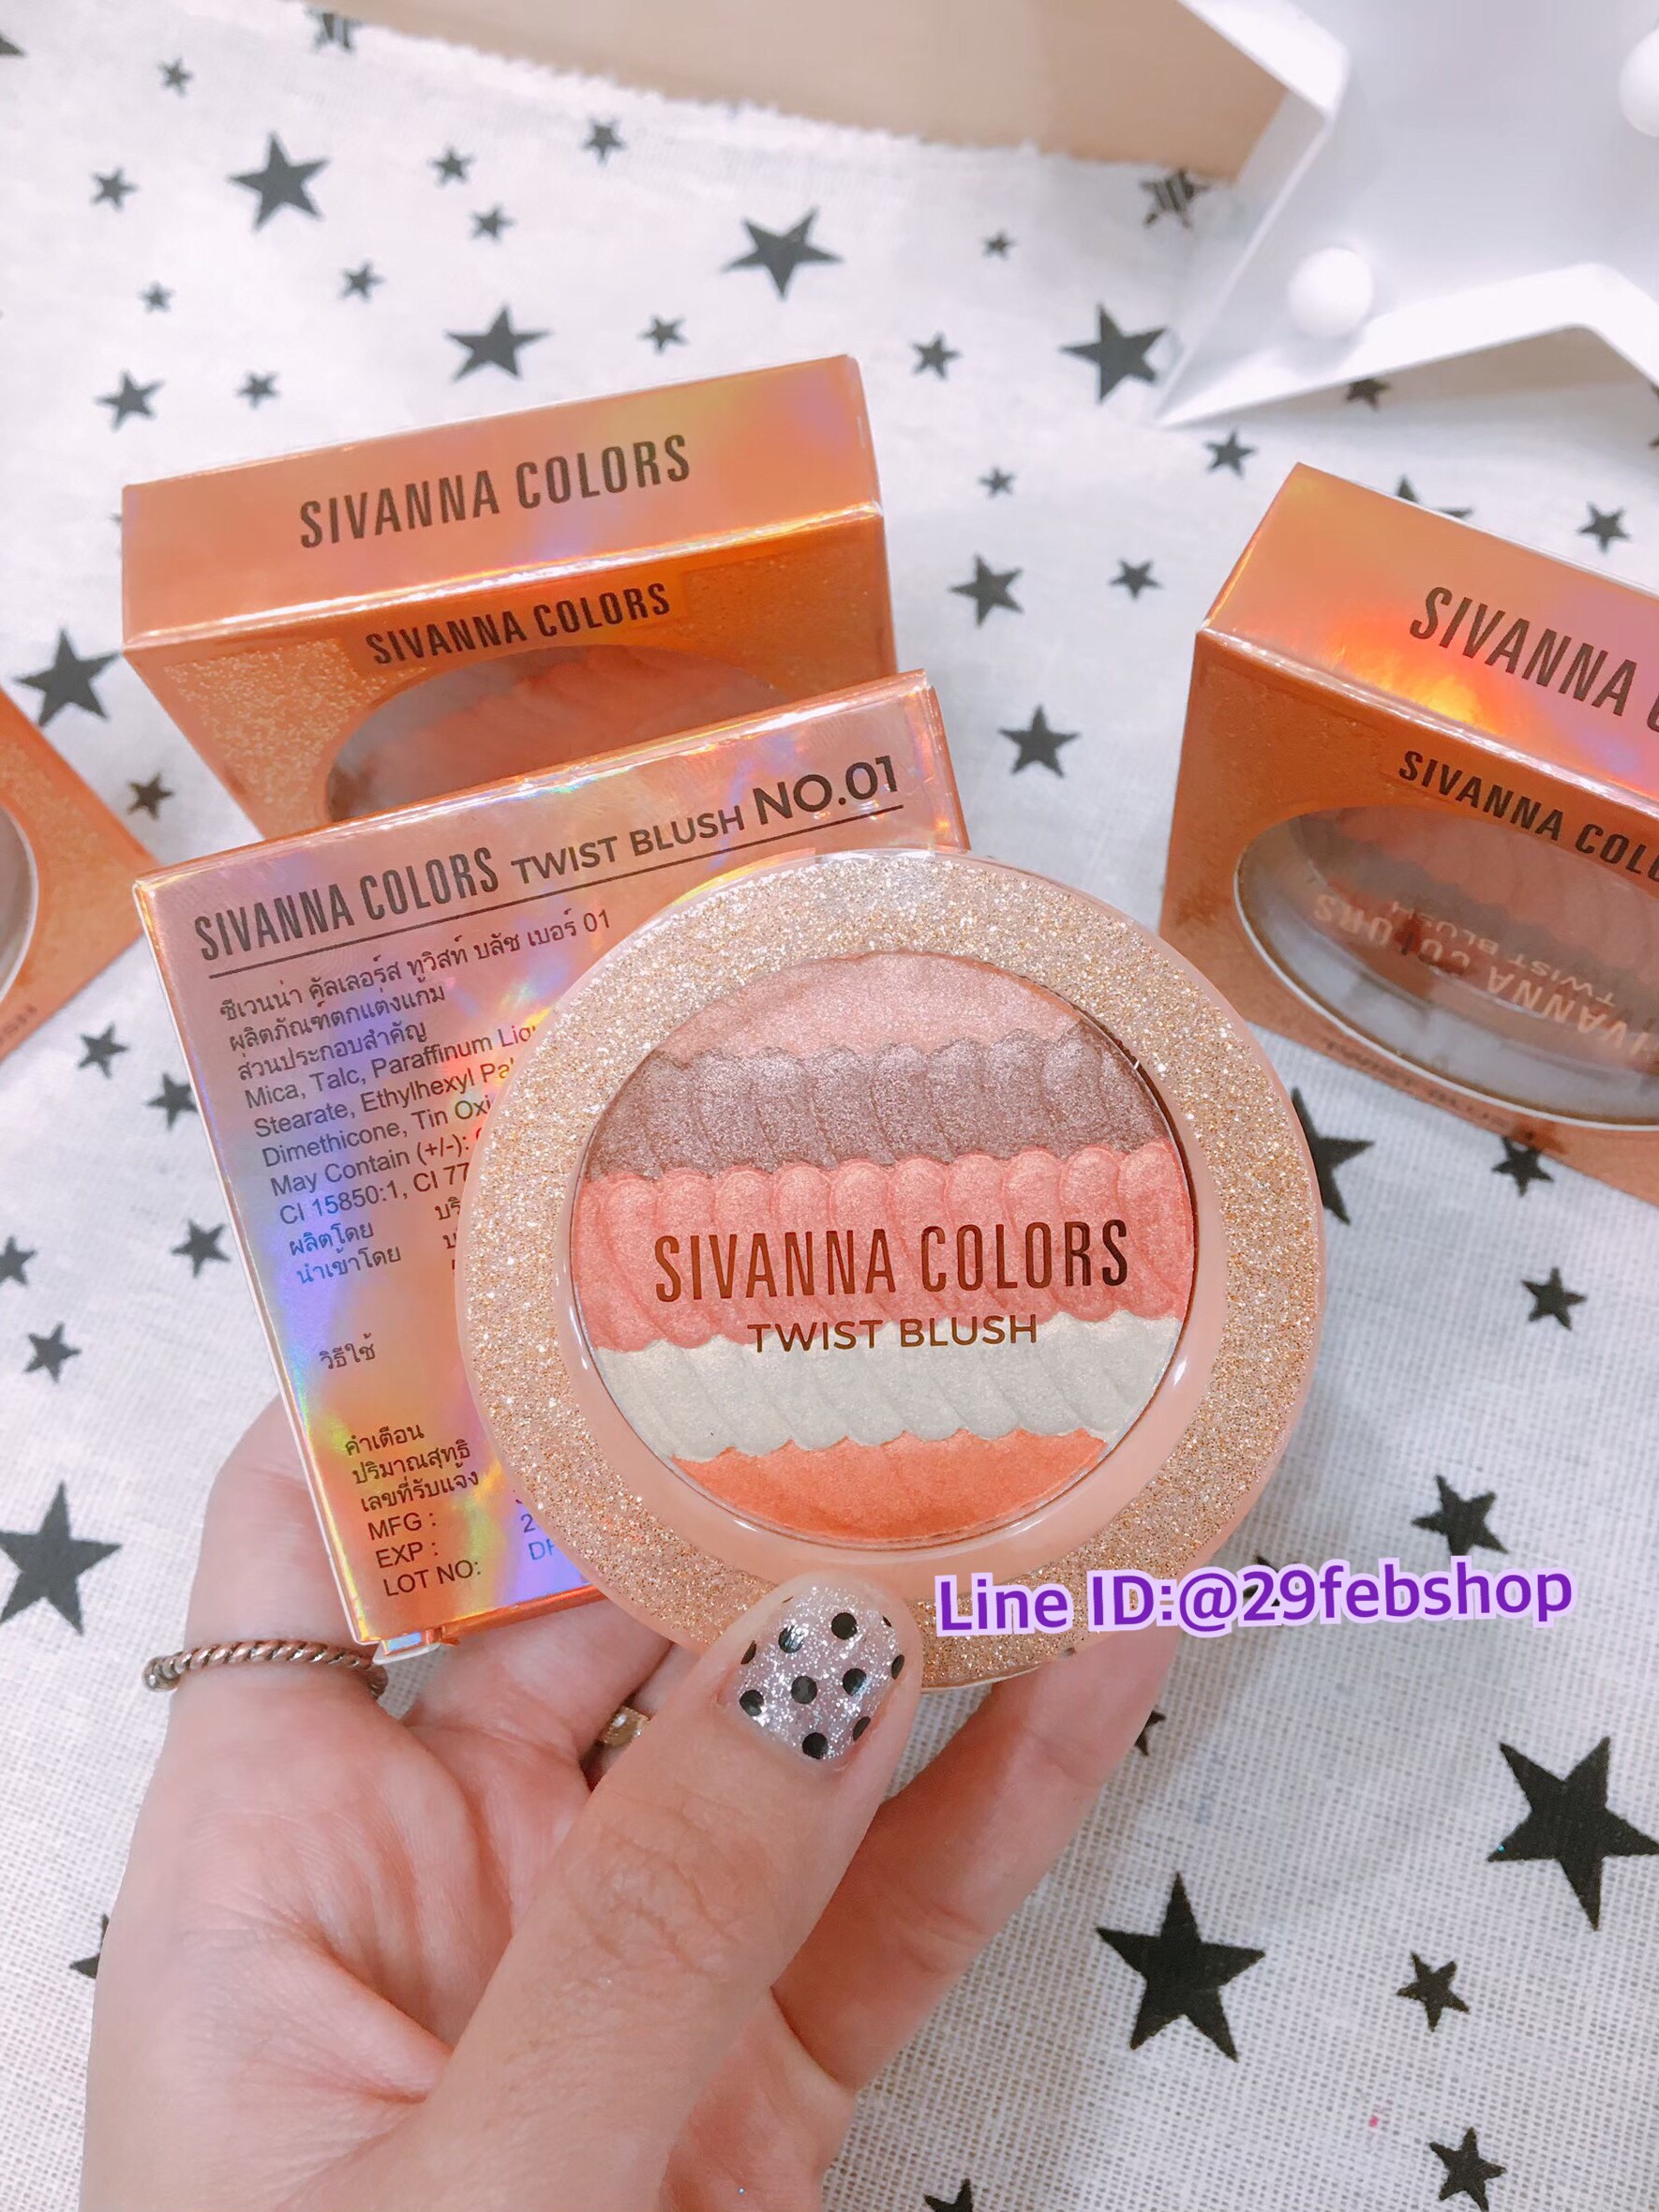 SIVANNA COLORS
SIVANNA COLORS
SIVANNA
SIVANNA
SIVANNA COLORS TWIST BLUSH NO.01
ซีเวนน่า คัลเลอร์ส ทูวิสท์ บลัช เบอร์ 01
ผลิตภัณฑ์ตกแต่งแก้ม
ส่วนประกอบสำคัญ
Mica, Talc, Paraffinum
Stearate, Ethylhexyl
Dimethicone, Tin
May Contain (+/-):
CI 15850:1, CI 77
ผลิตโดย
นำเข้าโดย
วิธีใช้
คำเตือน
ปริมาณสุทธิ
เลขที่รับแจ้ง
MFG :
EXP :
LOT NO:
SIVANNA COLORS
TWIST BLUSH
Line ID:@29febshop